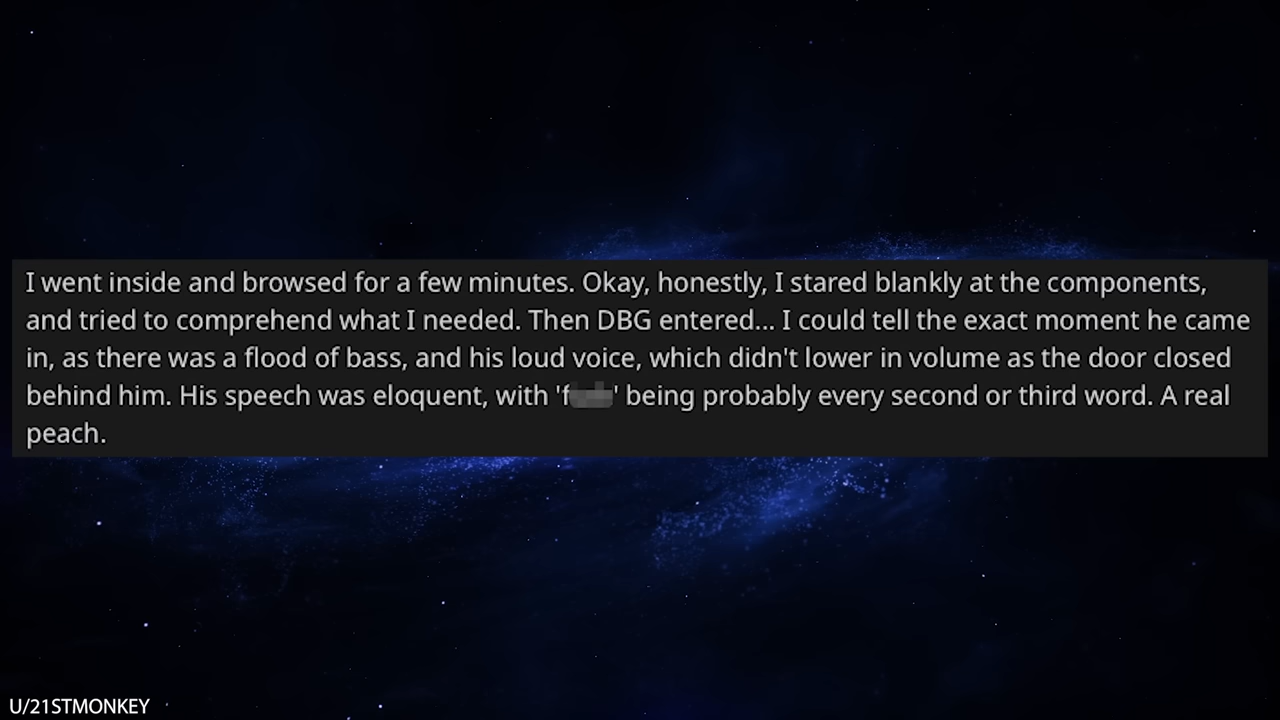 I went inside and browsed for a few minutes. Okay, honestly, I stared blankly at the components,
and tried to comprehend what I needed. Then DBG entered... I could tell the exact moment he came
in, as there was a flood of bass, and his loud voice, which didn't lower in volume as the door closed
behind him. His speech was eloquent, with 'f' being probably every second or third word. A real
peach.
U/21STMONKEY